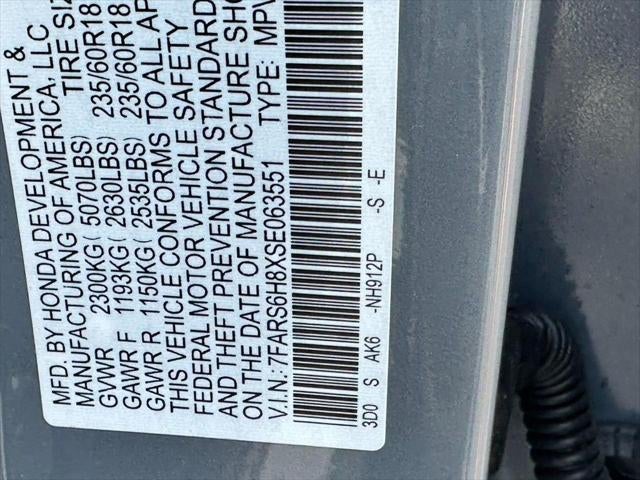 MFD. BY HONDA DEVELOPMENT &
MANUFACTURING OF AMERICA, LLC
TIRE SIZ
GVWR 2300KG( 5070LBS)
GAWR F 1193KG( 2630LBS) 235/60R18
GAWR R 1150KG( 2535LBS) 235/60R18
THIS VEHICLE CONFORMS TO ALL AP
FEDERAL MOTOR VEHICLE SAFETY
AND THEFT PREVENTION STANDARD
ON THE DATE OF MANUFACTURE SHO
V.I.N.:7FARS6H8XSE063551 TYPE: MPV
3D0 S AK6 -NH912P -S -E